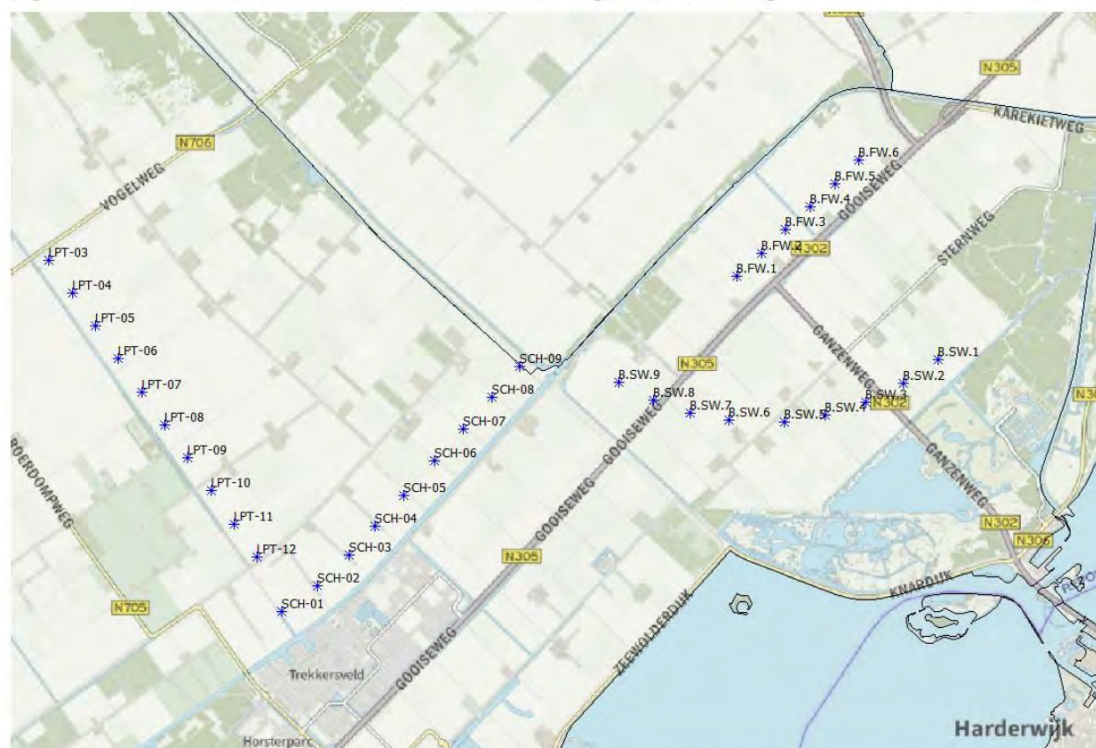 N305
KAREKIETWEG
N706
VOGELWEG
B.FW.6
B.FW.5
B.FW.4
B.FW.3
B.FW.2
B.FW.1
GOOISEWEG
N302
STERNWEG
LPT-03
LPT-04
LPT-05
LPT-06
LPT-07
LPT-08
LPT-09
LPT-10
LPT-11
LPT-12
SCH-09
SCH-08
SCH-07
SCH-06
SCH-05
SCH-04
SCH-03
SCH-02
SCH-01
B.SW.9
B.SW.8
B.SW.7
B.SW.6
B.SW.5
B.SW.4
B.SW.3
B.SW.2
B.SW.1
N305
GOOISEWEG
GANZENWEG
N302
GANZENWEG
ROERDOMPWEG
GOOISEWEG
N305
N302
N306
KNARDIJK
N705
ZEEWOLDERDIJK
GOOISEWEG
Trekkersveld
Horsterparc
Harderwijk